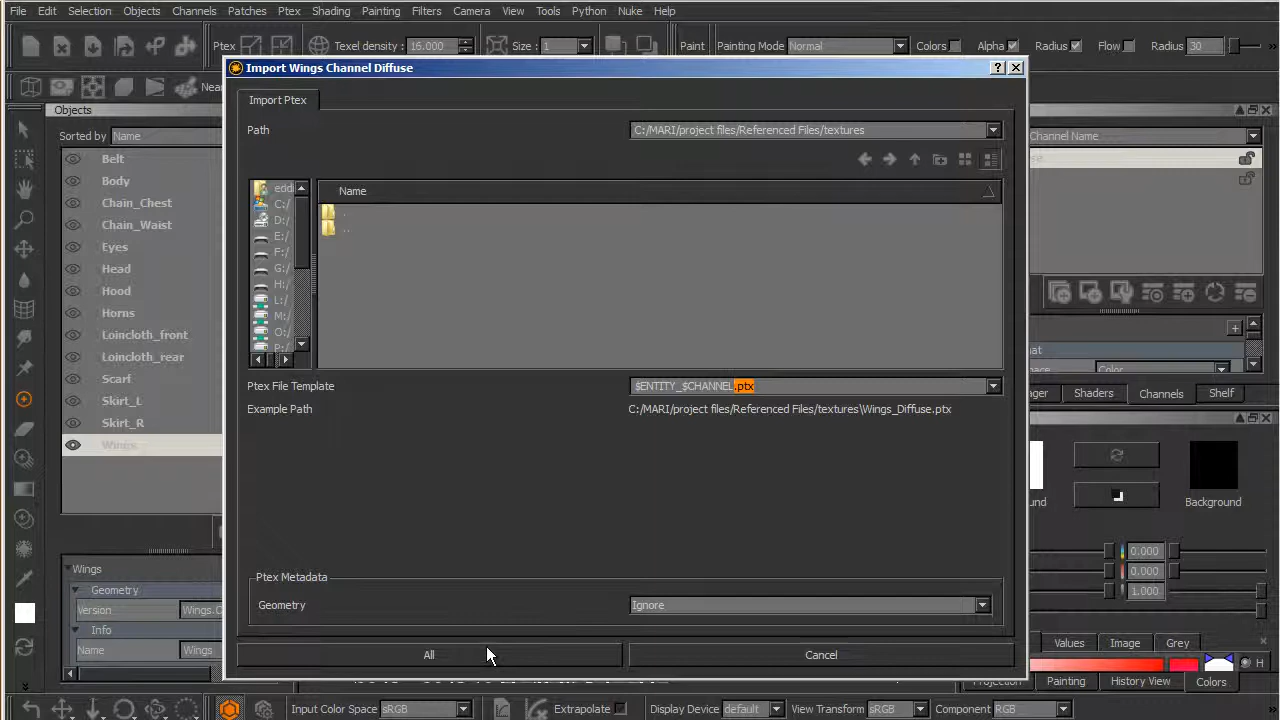 File Edit Selection Objects Channels Patches Ptex Shading Painting Filters Camera View Tools Python Nuke Help
Ptex Texel density: 16.000 Size: 1 Paint Painting Mode Normal Colors Alpha Radius Flow Radius 30
Import Wings Channel Diffuse
Objects
Sorted by Name
Belt
Body
Chain_Chest
Chain_Waist
Eyes
Head
Hood
Horns
Loincloth_front
Loincloth_rear
Scarf
Skirt_L
Skirt_R
Wings
Import Ptex
Path C:/MARI/project files/Referenced Files/textures
C:/
D:/
E:/
F:/
G:/
H:/
L:/
M:/
O:/
P:/
Name
.
..
Ptex File Template $ENTITY_$CHANNEL.ptx
Example Path C:/MARI/project files/Referenced Files/textures\Wings_Diffuse.ptx
Ptex Metadata
Geometry Ignore
All Cancel
Channel Name
Color
Shaders Channels Shelf
Background
0.000
0.000
1.000
Values Image Grey
H
Projection Painting History View Colors
Wings
Geometry
Version
Info
Name Wings
Input Color Space sRGB Extrapolate Display Device default View Transform sRGB Component RGB